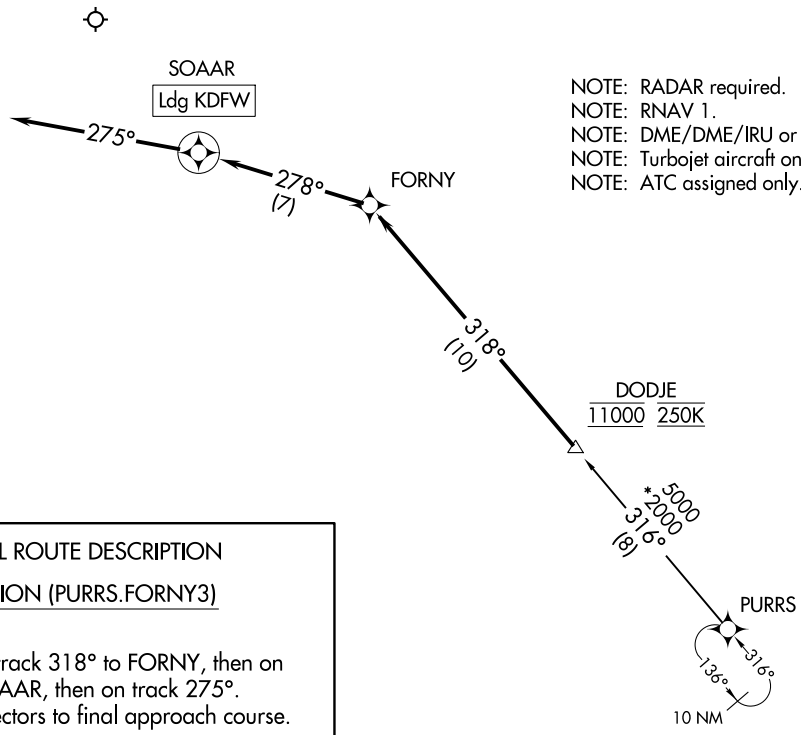 SOAAR
Ldg KDFW
275°
278°
(7)
FORNY
NOTE: RADAR required.
NOTE: RNAV 1.
NOTE: DME/DME/IRU or
NOTE: Turbojet aircraft on
NOTE: ATC assigned only.
318°
(10)
DODJE
11000 250K
5000
*2000
316°
(8)
PURRS
316°
136°
10 NM
L ROUTE DESCRIPTION
ION (PURRS.FORNY3)
track 318° to FORNY, then on
AAR, then on track 275°.
ectors to final approach course.